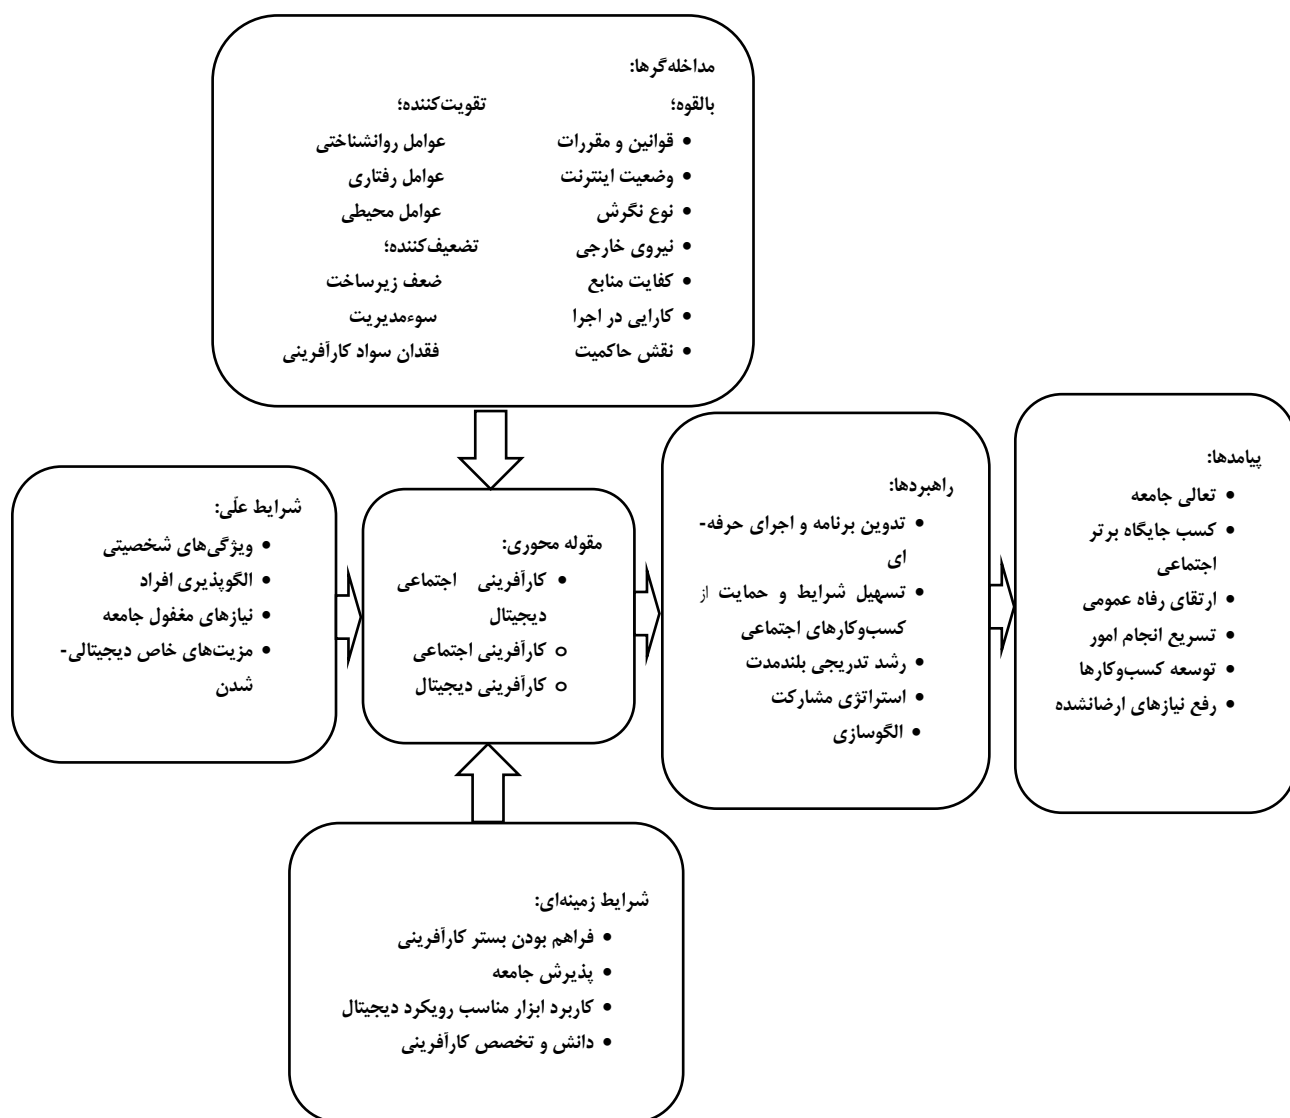 مداخله‌گرها:
بالقوه؛ تقویت‌کننده؛
• قوانین و مقررات عوامل روانشناختی
• وضعیت اینترنت عوامل رفتاری
• نوع نگرش عوامل محیطی
• نیروی خارجی تضعیف‌کننده؛
• کفایت منابع ضعف زیرساخت
• کارایی در اجرا سوءمدیریت
• نقش حاکمیت فقدان سواد کارآفرینی
شرایط علّی:
• ویژگی‌های شخصیتی
• الگوپذیری افراد
• نیازهای مغفول جامعه
• مزیت‌های خاص دیجیتالی-
شدن
مقوله محوری:
• کارآفرینی اجتماعی
دیجیتال
o کارآفرینی اجتماعی
o کارآفرینی دیجیتال
راهبردها:
• تدوین برنامه و اجرای حرفه-
ای
• تسهیل شرایط و حمایت از
کسب‌وکارهای اجتماعی
• رشد تدریجی بلندمدت
• استراتژی مشارکت
• الگوسازی
پیامدها:
• تعالی جامعه
• کسب جایگاه برتر
اجتماعی
• ارتقای رفاه عمومی
• تسریع انجام امور
• توسعه کسب‌وکارها
• رفع نیازهای ارضانشده
شرایط زمینه‌ای:
• فراهم بودن بستر کارآفرینی
• پذیرش جامعه
• کاربرد ابزار مناسب رویکرد دیجیتال
• دانش و تخصص کارآفرینی